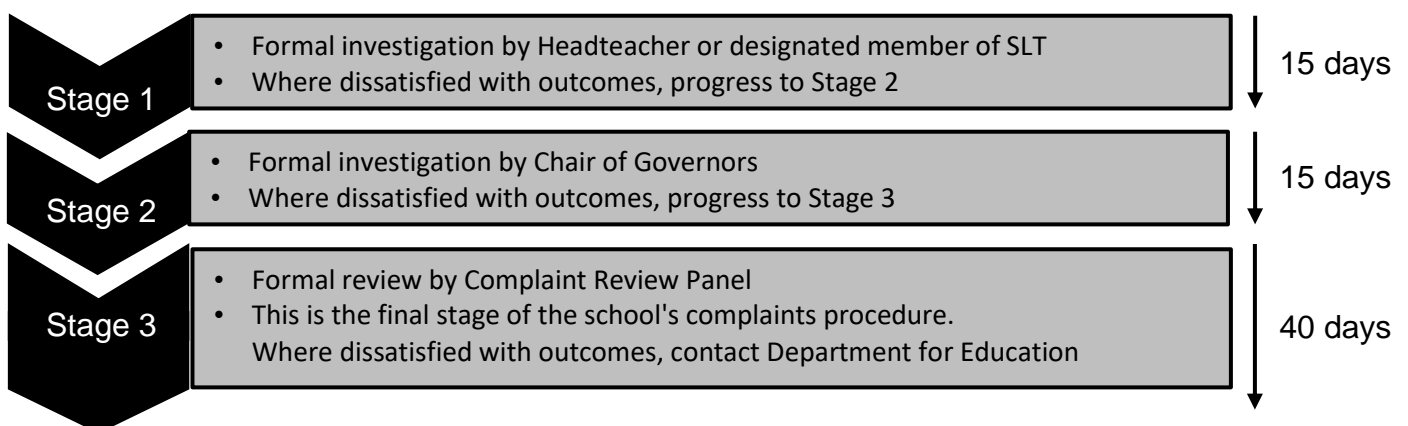 Stage 1
• Formal investigation by Headteacher or designated member of SLT
• Where dissatisfied with outcomes, progress to Stage 2
15 days
Stage 2
• Formal investigation by Chair of Governors
• Where dissatisfied with outcomes, progress to Stage 3
15 days
Stage 3
• Formal review by Complaint Review Panel
• This is the final stage of the school's complaints procedure.
Where dissatisfied with outcomes, contact Department for Education
40 days